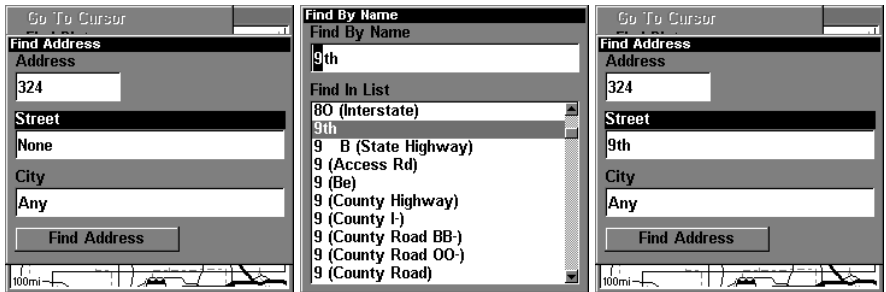 Go To Cursor
Find Address
Address
324
Street
None
City
Any
Find Address
100mi
Find By Name
Find By Name
9th
Find In List
80 (Interstate)
9th
9 B (State Highway)
9 (Access Rd)
9 (Be)
9 (County Highway)
9 (County I-)
9 (County Road BB-)
9 (County Road OO-)
9 (County Road)
Go To Cursor
Find Address
Address
324
Street
9th
City
Any
Find Address
100mi